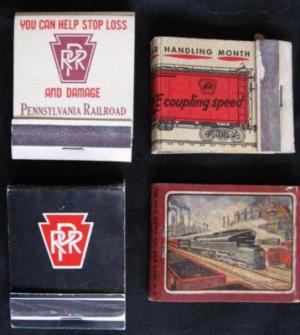 YOU CAN HELP STOP LOSS
PRR
AND DAMAGE
PENNSYLVANIA RAILROAD
R HANDLING MONTH
E coupling speed
PRR